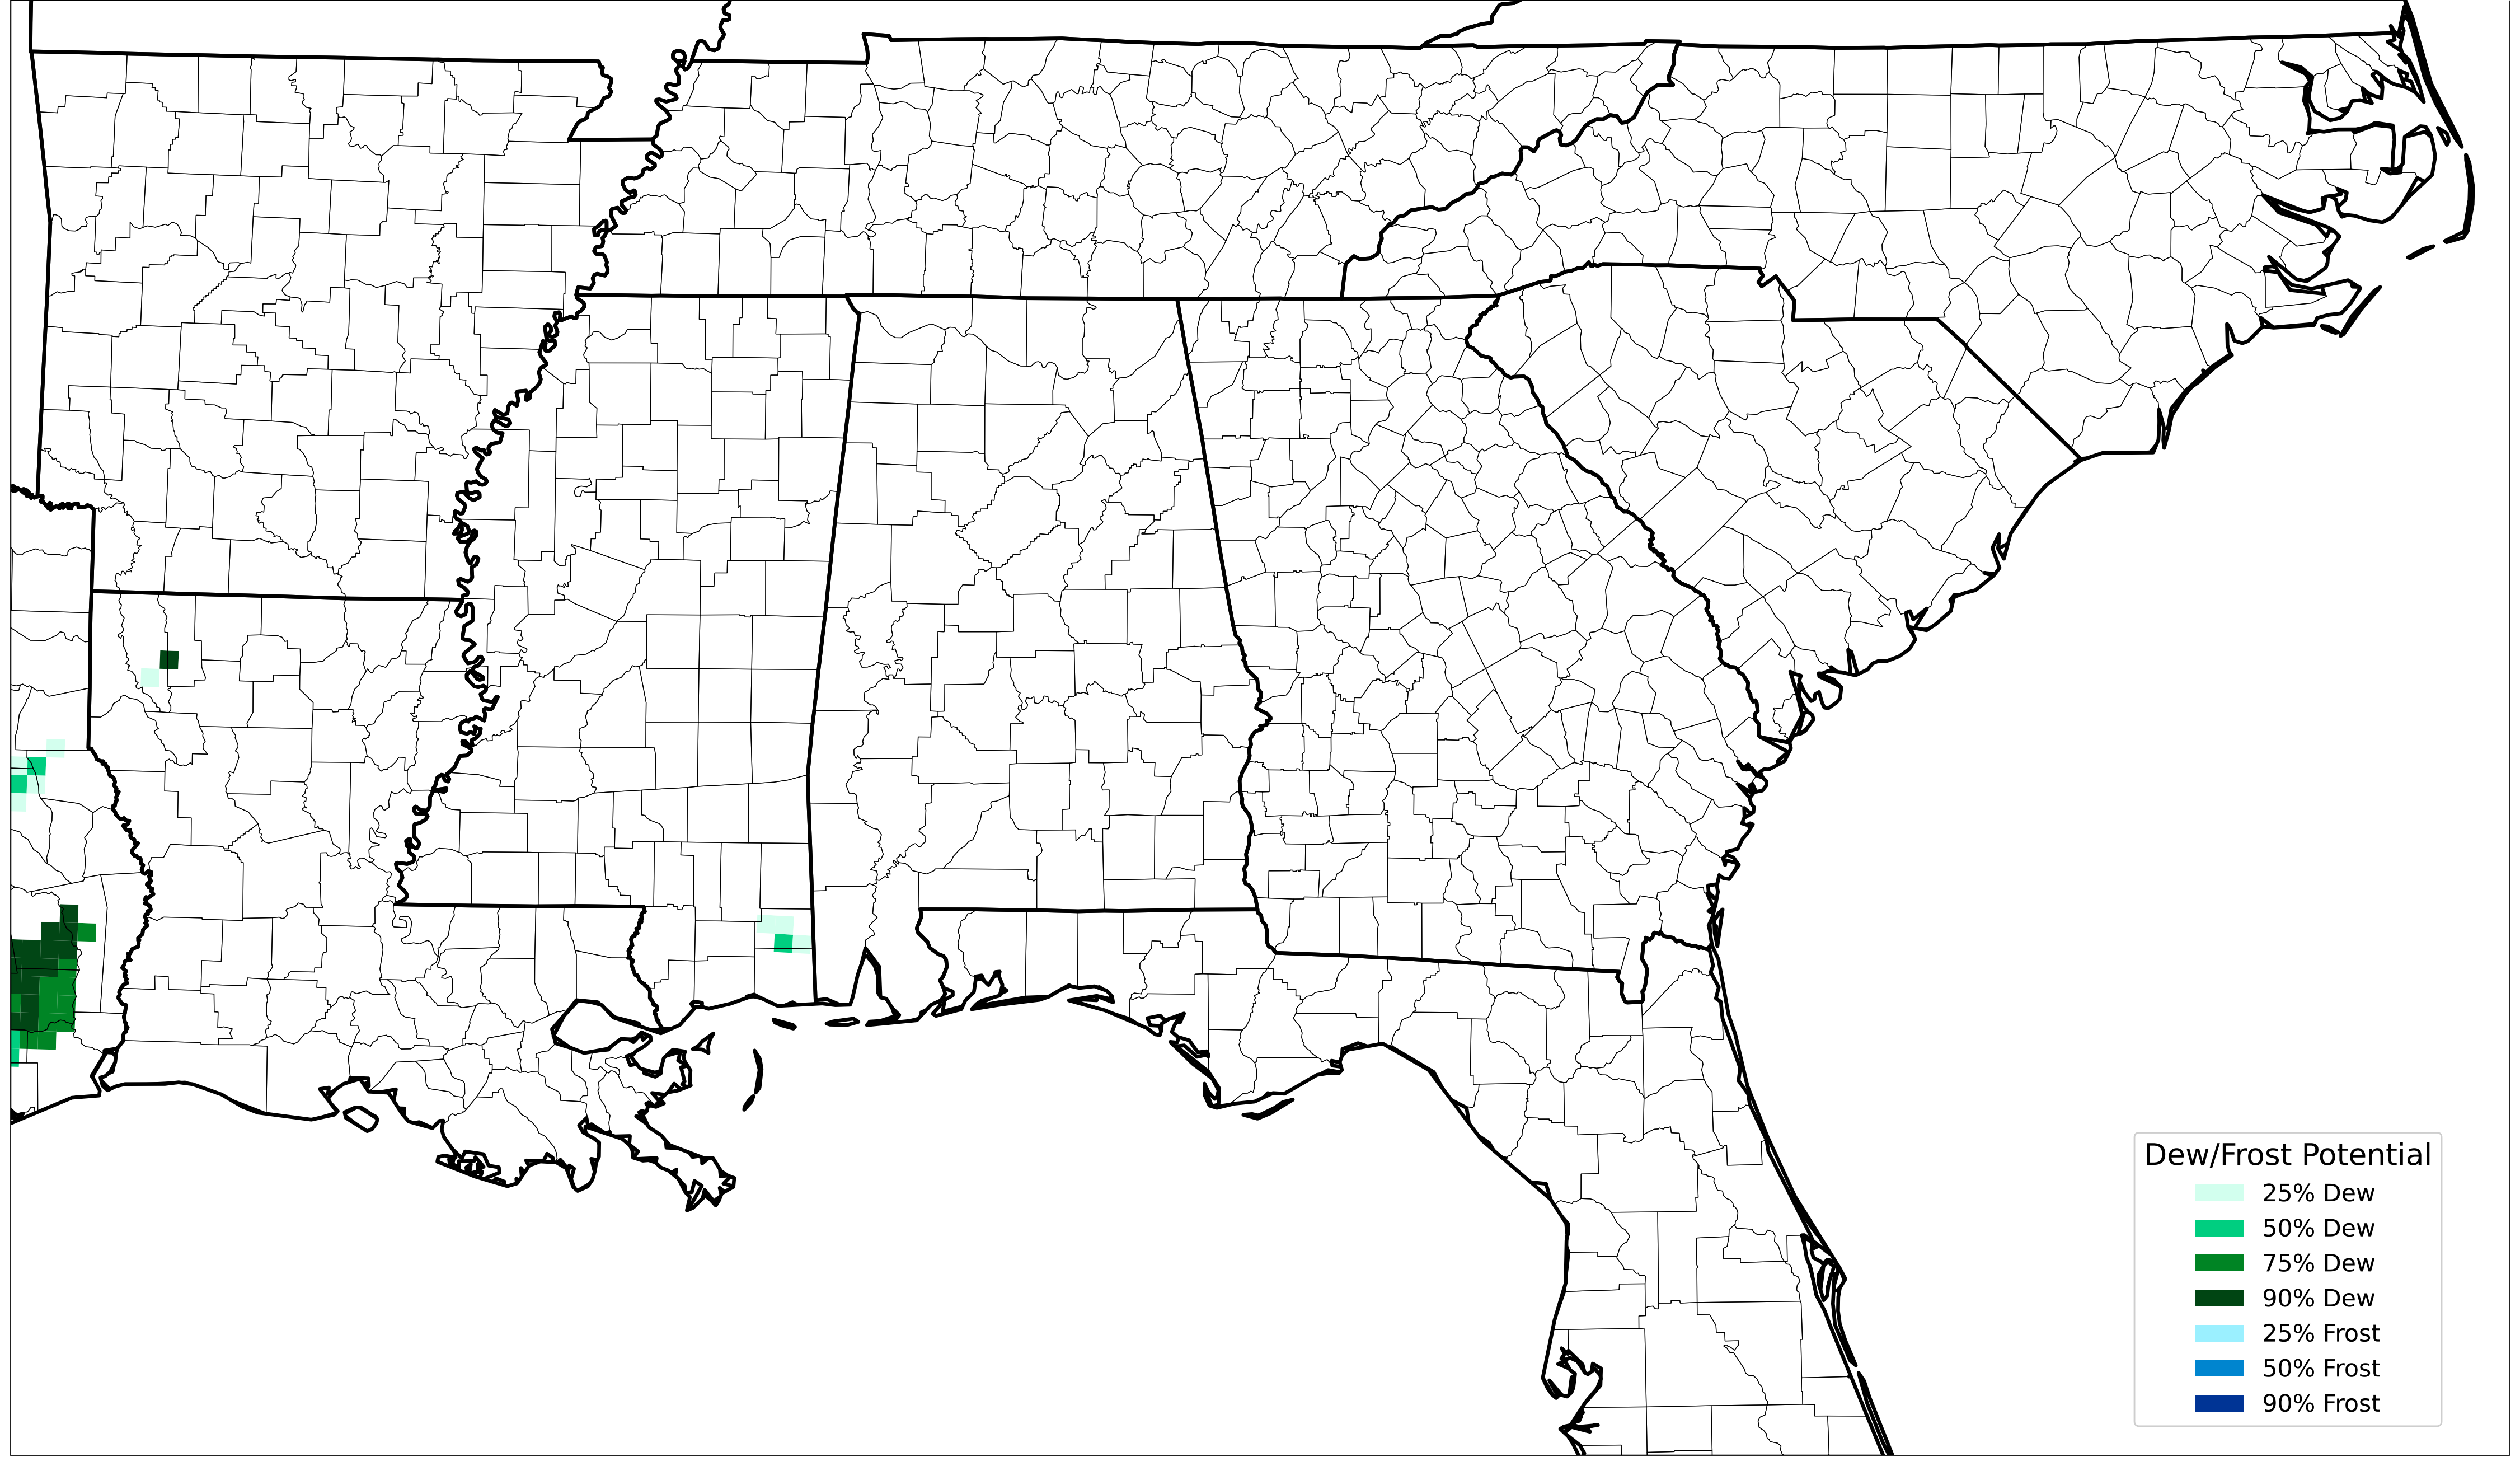 Dew/Frost Potential
25% Dew
50% Dew
75% Dew
90% Dew
25% Frost
50% Frost
90% Frost